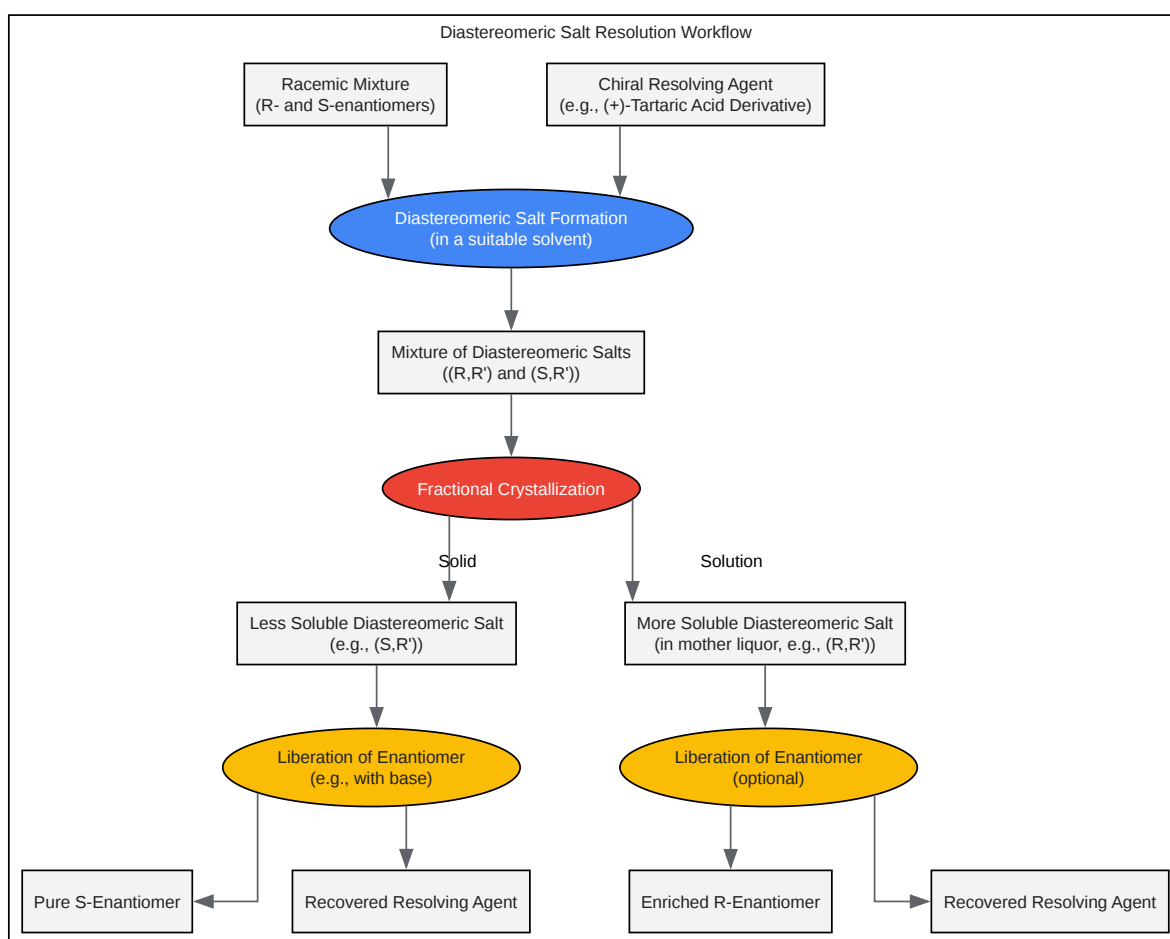 Diastereomeric Salt Resolution Workflow
Racemic Mixture
(R- and S-enantiomers)
Chiral Resolving Agent
(e.g., (+)-Tartaric Acid Derivative)
Diastereomeric Salt Formation
(in a suitable solvent)
Mixture of Diastereomeric Salts
((R,R') and (S,R'))
Fractional Crystallization
Solid
Solution
Less Soluble Diastereomeric Salt
(e.g., (S,R'))
More Soluble Diastereomeric Salt
(in mother liquor, e.g., (R,R'))
Liberation of Enantiomer
(e.g., with base)
Liberation of Enantiomer
(optional)
Pure S-Enantiomer
Recovered Resolving Agent
Enriched R-Enantiomer
Recovered Resolving Agent